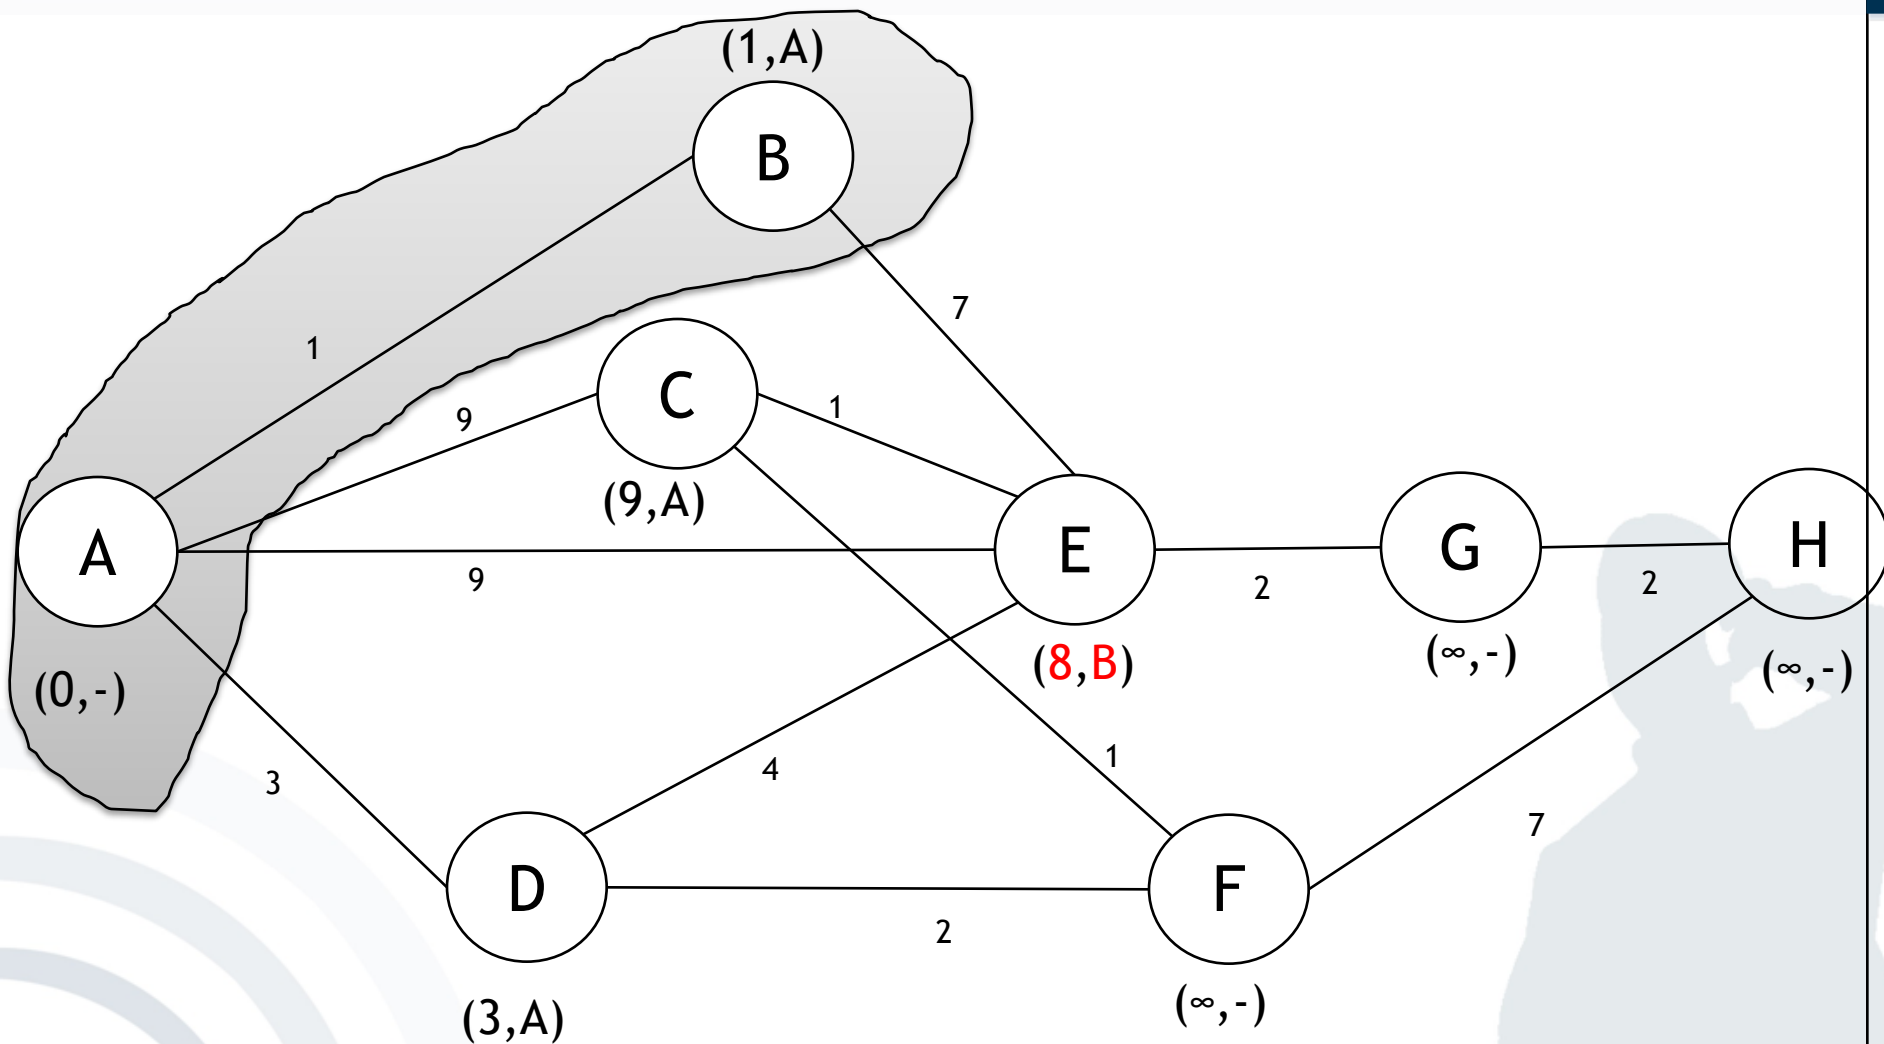 (1,A)
B
7
1
C
1
9
(9,A)
A
E
G
H
9
2
2
(0,-)
(8,B)
(∞,-)
(∞,-)
3
4
1
7
D
F
2
(3,A)
(∞,-)